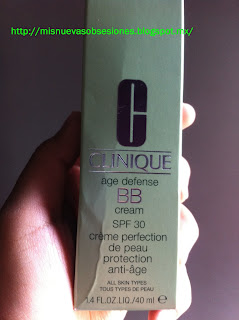 http://misnuevasobsesiones.blogspot.mx/
C
CLINIQUE
age defense
BB
cream
SPF 30
crème perfection
de peau
protection
anti-âge
ALL SKIN TYPES
TOUS TYPES DE PEAU
1.4 FL.OZ.LIQ./40 ml e